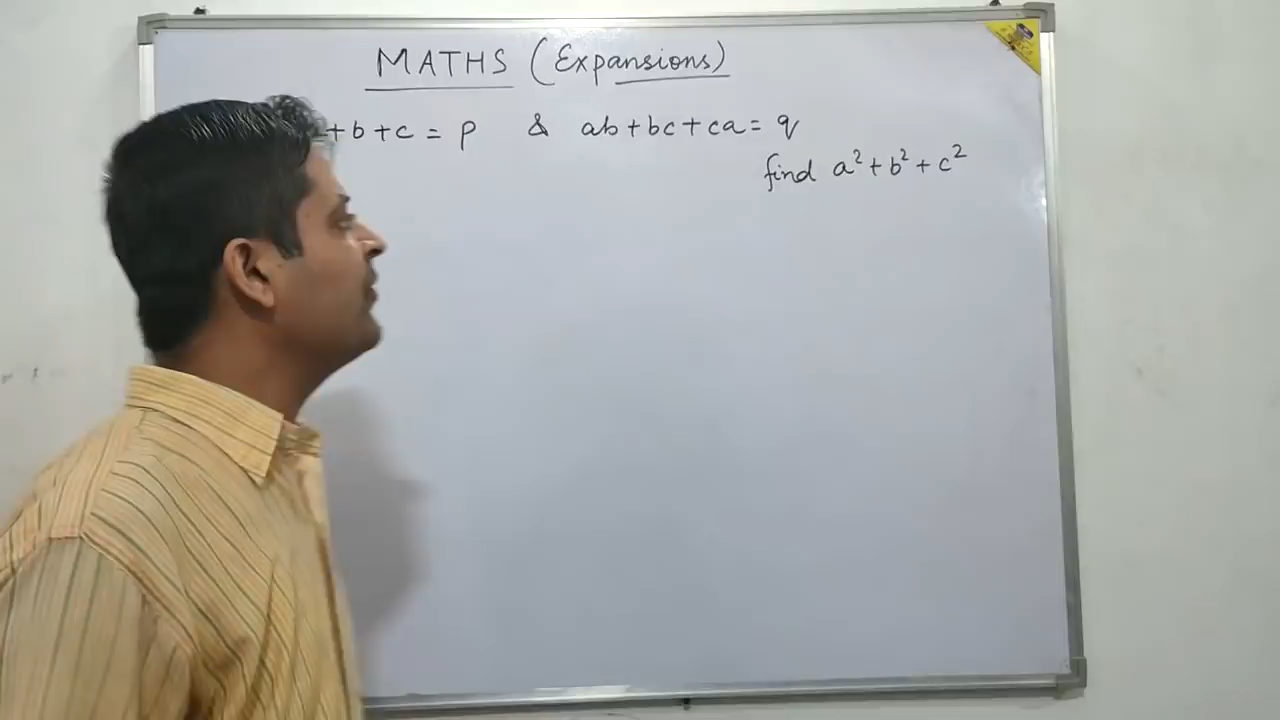 MATHS (Expansions)
+ b + c = p & ab + bc + ca = q
find a² + b² + c²